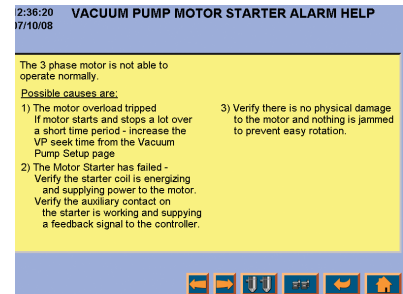 2:36:20 VACUUM PUMP MOTOR STARTER ALARM HELP
07/10/08
The 3 phase motor is not able to
operate normally.
Possible causes are:
1) The motor overload tripped
If motor starts and stops a lot over
a short time period - increase the
VP seek time from the Vacuum
Pump Setup page
2) The Motor Starter has failed -
Verify the starter coil is energizing
and supplying power to the motor.
Verify the auxiliary contact on
the starter is working and suppying
a feedback signal to the controller.
3) Verify there is no physical damage
to the motor and nothing is jammed
to prevent easy rotation.